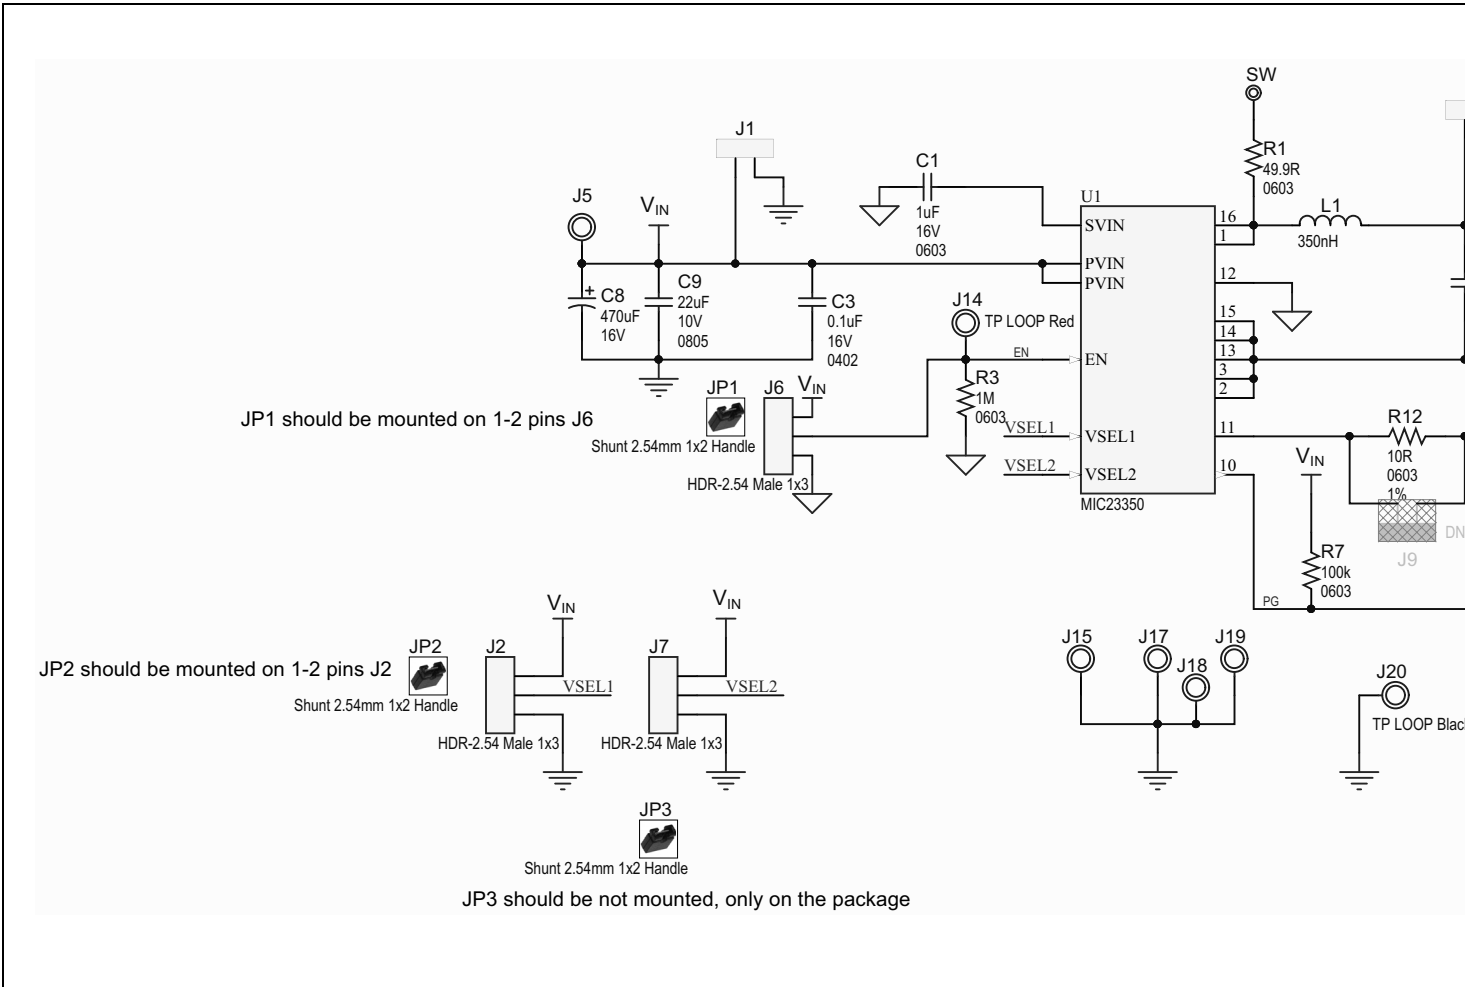 SW
J1
R1
49.9R
0603
C1
1uF
16V
0603
U1
J5
VIN
SVIN
16
1
L1
350nH
PVIN
PVIN
12
C8
470uF
16V
+
C9
22uF
10V
0805
C3
0.1uF
16V
0402
J14
TP LOOP Red
15
14
13
3
2
EN
EN
R3
1M
0603
JP1
J6
VIN
JP1 should be mounted on 1-2 pins J6
Shunt 2.54mm 1x2 Handle
HDR-2.54 Male 1x3
VSEL1
VSEL1
VSEL2
VSEL2
MIC23350
11
10
R12
10R
0603
1%
VIN
DN
J9
R7
100k
0603
PG
VIN
VIN
JP2
J2
J7
JP2 should be mounted on 1-2 pins J2
Shunt 2.54mm 1x2 Handle
VSEL1
VSEL2
HDR-2.54 Male 1x3
HDR-2.54 Male 1x3
J15
J17
J19
J18
J20
TP LOOP Blac
JP3
Shunt 2.54mm 1x2 Handle
JP3 should be not mounted, only on the package